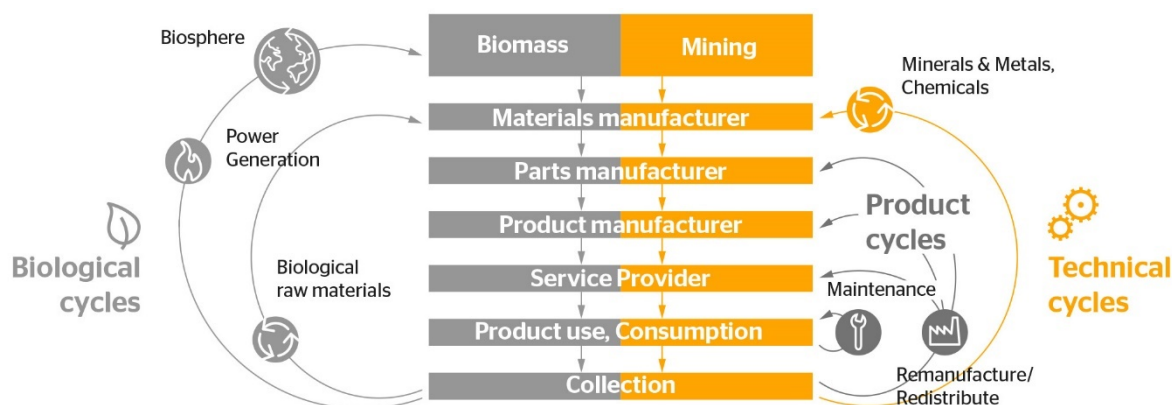 Biosphere
Biomass
Mining
Minerals & Metals,
Chemicals
Materials manufacturer
Power
Generation
Parts manufacturer
Product manufacturer
Product
cycles
Biological
cycles
Technical
cycles
Biological
raw materials
Service Provider
Maintenance
Product use, Consumption
Collection
Remanufacture/
Redistribute